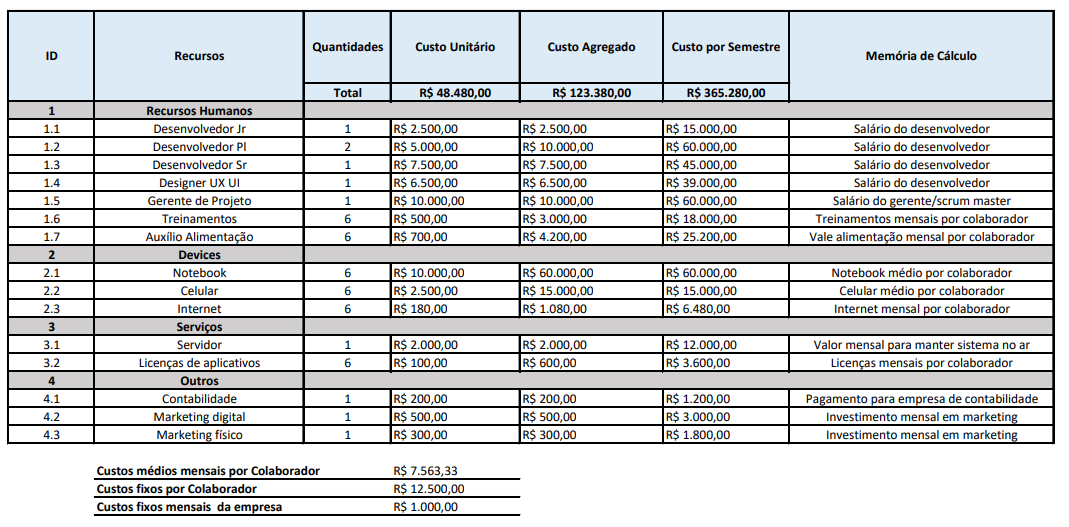 ID Recursos Quantidades Custo Unitário Custo Agregado Custo por Semestre Memória de Cálculo
Total R$ 48.480,00 R$ 123.380,00 R$ 365.280,00
1 Recursos Humanos
1.1 Desenvolvedor Jr 1 R$ 2.500,00 R$ 2.500,00 R$ 15.000,00 Salário do desenvolvedor
1.2 Desenvolvedor Pl 2 R$ 5.000,00 R$ 10.000,00 R$ 60.000,00 Salário do desenvolvedor
1.3 Desenvolvedor Sr 1 R$ 7.500,00 R$ 7.500,00 R$ 45.000,00 Salário do desenvolvedor
1.4 Designer UX UI 1 R$ 6.500,00 R$ 6.500,00 R$ 39.000,00 Salário do desenvolvedor
1.5 Gerente de Projeto 1 R$ 10.000,00 R$ 10.000,00 R$ 60.000,00 Salário do gerente/scrum master
1.6 Treinamentos 6 R$ 500,00 R$ 3.000,00 R$ 18.000,00 Treinamentos mensais por colaborador
1.7 Auxílio Alimentação 6 R$ 700,00 R$ 4.200,00 R$ 25.200,00 Vale alimentação mensal por colaborador
2 Devices
2.1 Notebook 6 R$ 10.000,00 R$ 60.000,00 R$ 60.000,00 Notebook médio por colaborador
2.2 Celular 6 R$ 2.500,00 R$ 15.000,00 R$ 15.000,00 Celular médio por colaborador
2.3 Internet 6 R$ 180,00 R$ 1.080,00 R$ 6.480,00 Internet mensal por colaborador
3 Serviços
3.1 Servidor 1 R$ 2.000,00 R$ 2.000,00 R$ 12.000,00 Valor mensal para manter sistema no ar
3.2 Licenças de aplicativos 6 R$ 100,00 R$ 600,00 R$ 3.600,00 Licenças mensais por colaborador
4 Outros
4.1 Contabilidade 1 R$ 200,00 R$ 200,00 R$ 1.200,00 Pagamento para empresa de contabilidade
4.2 Marketing digital 1 R$ 500,00 R$ 500,00 R$ 3.000,00 Investimento mensal em marketing
4.3 Marketing físico 1 R$ 300,00 R$ 300,00 R$ 1.800,00 Investimento mensal em marketing
Custos médios mensais por Colaborador R$ 7.563,33
Custos fixos por Colaborador R$ 12.500,00
Custos fixos mensais da empresa R$ 1.000,00